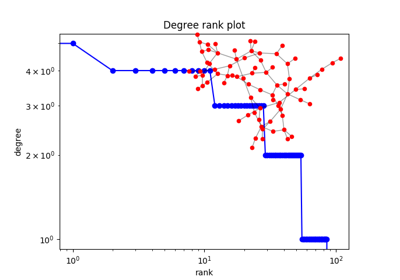 Degree rank plot
4 × 10⁰
3 × 10⁰
2 × 10⁰
10⁰
degree
10⁰
10¹
10²
rank